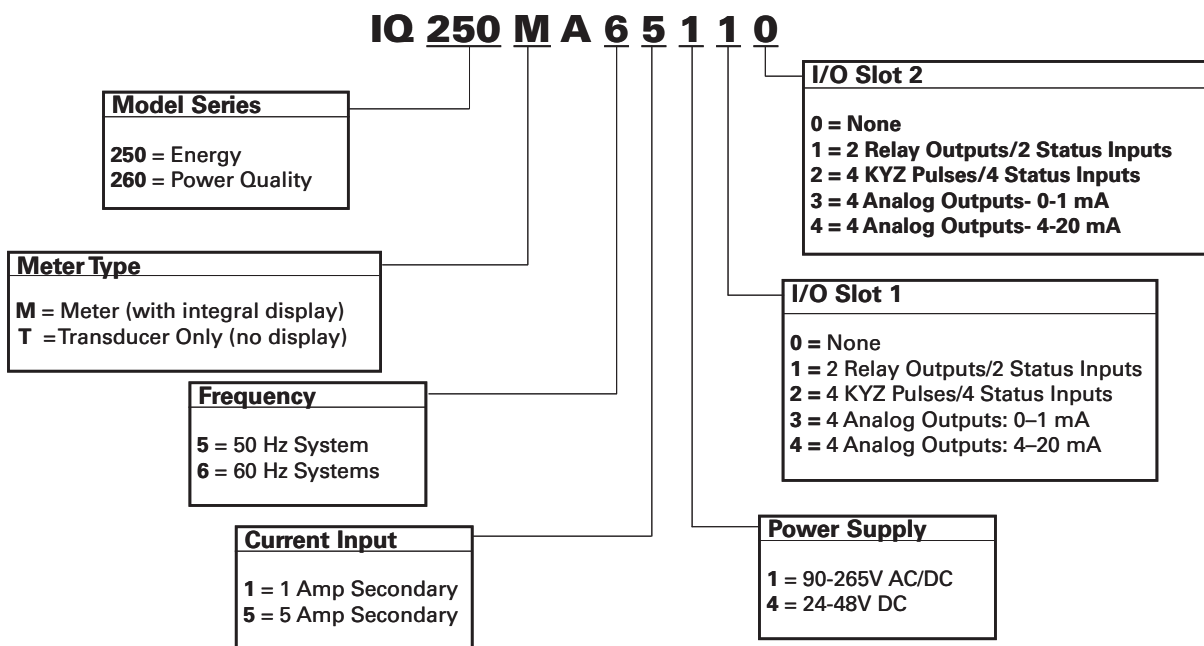 IQ 250 M A 6 5 1 1 0
Model Series
250 = Energy
260 = Power Quality
Meter Type
M = Meter (with integral display)
T =Transducer Only (no display)
Frequency
5 = 50 Hz System
6 = 60 Hz Systems
Current Input
1 = 1 Amp Secondary
5 = 5 Amp Secondary
I/O Slot 2
0 = None
1 = 2 Relay Outputs/2 Status Inputs
2 = 4 KYZ Pulses/4 Status Inputs
3 = 4 Analog Outputs- 0-1 mA
4 = 4 Analog Outputs- 4-20 mA
I/O Slot 1
0 = None
1 = 2 Relay Outputs/2 Status Inputs
2 = 4 KYZ Pulses/4 Status Inputs
3 = 4 Analog Outputs: 0–1 mA
4 = 4 Analog Outputs: 4–20 mA
Power Supply
1 = 90-265V AC/DC
4 = 24-48V DC